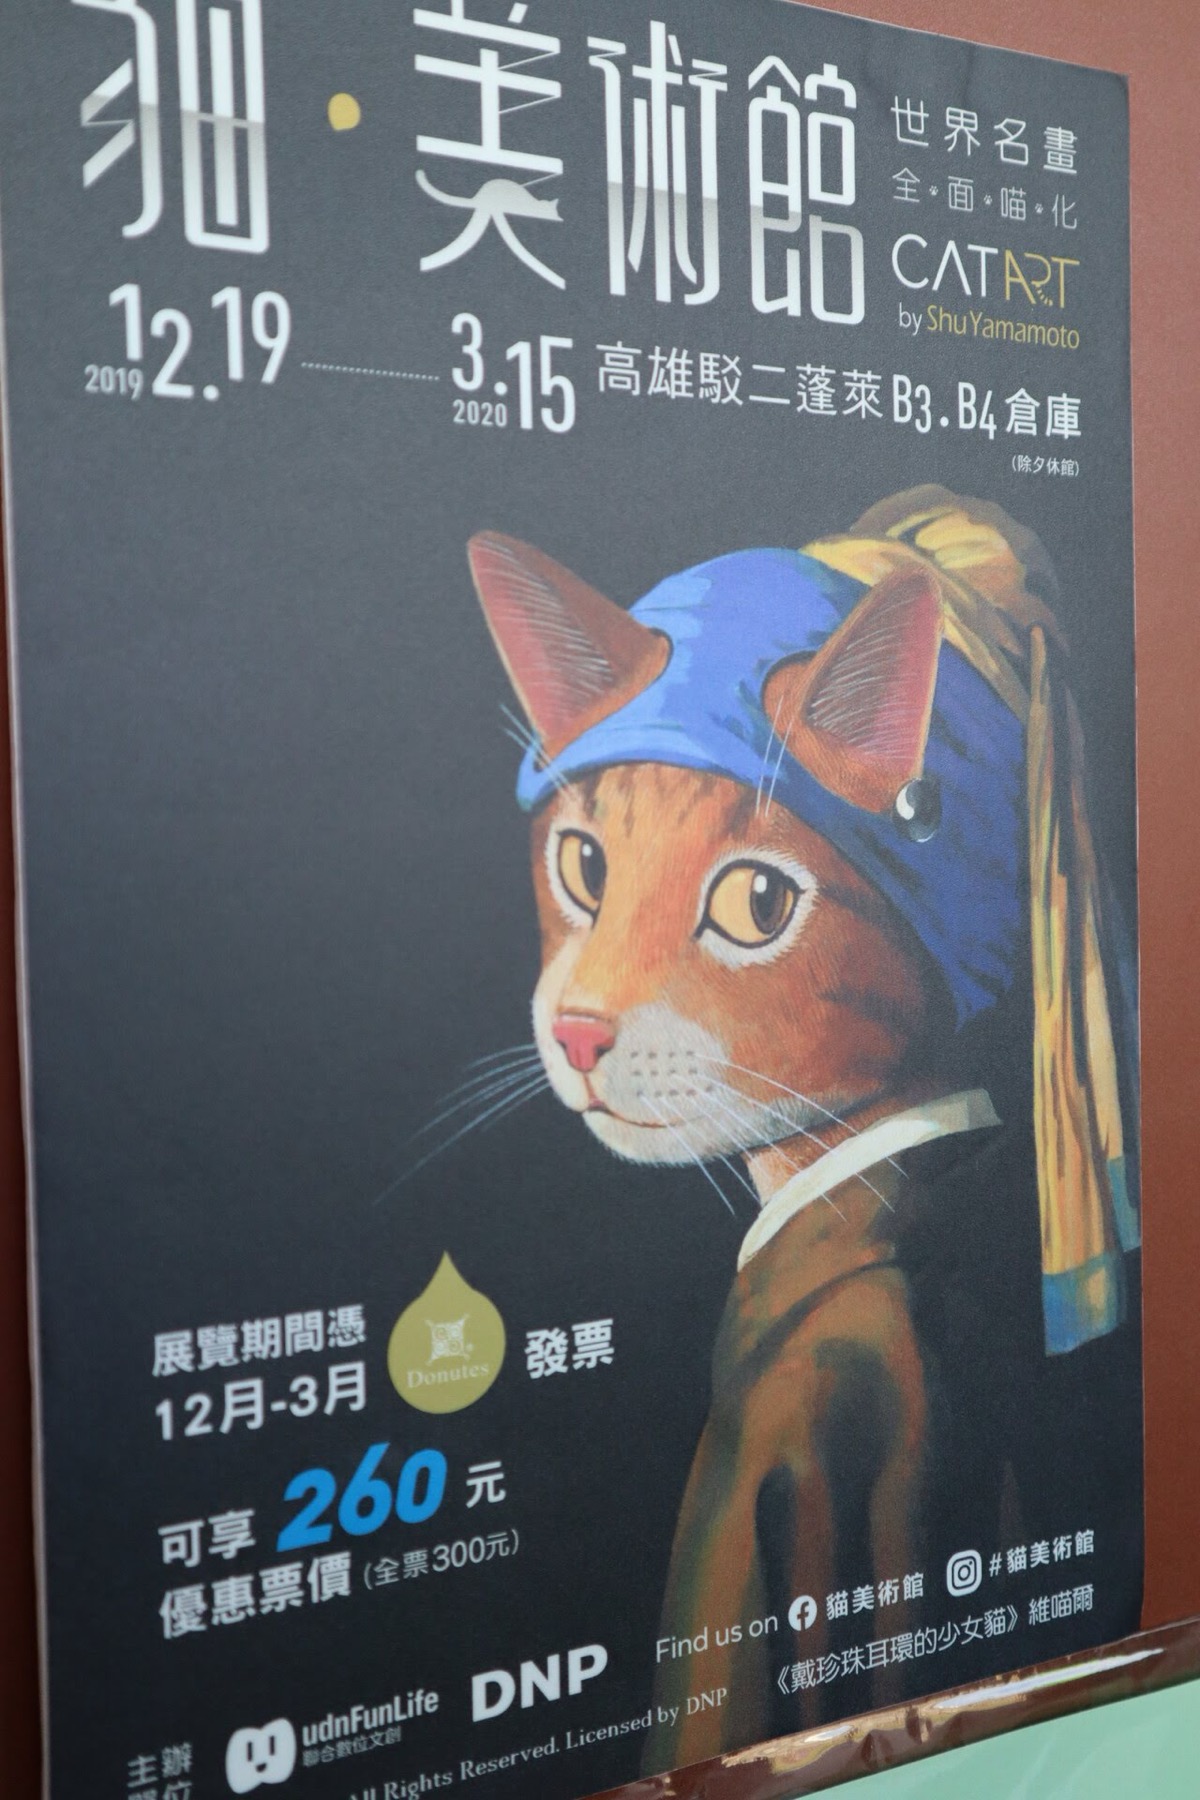 貓・美術館
世界名畫
全・面・喵・化
CATART
by ShuYamamoto
2019 12.19 ........ 2020 3.15 高雄駁二蓬萊B3.B4倉庫
(除夕休館)
展覽期間憑
12月-3月
Donutes
發票
可享 260 元
優惠票價 (全票300元)
Find us on 貓美術館 #貓美術館
《戴珍珠耳環的少女貓》維喵爾
主辦
單位
udnFunLife
聯合數位文創
DNP
All Rights Reserved. Licensed by DNP